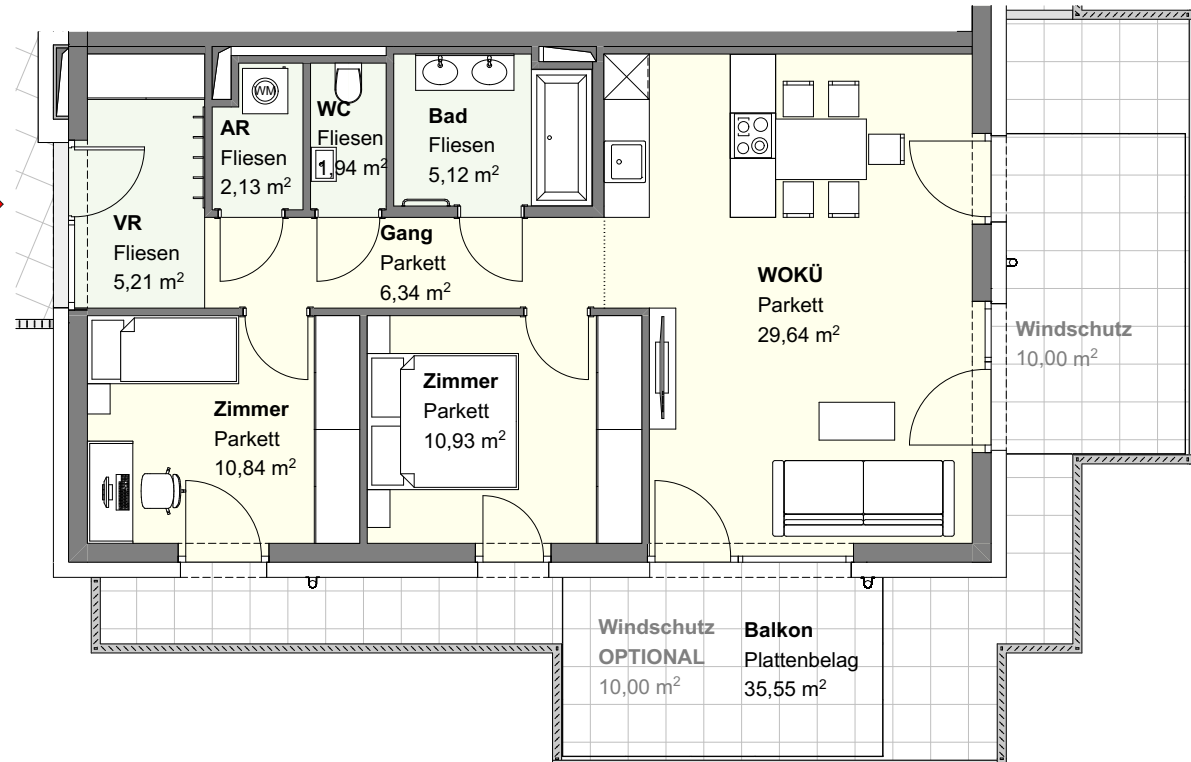 WM
AR
Fliesen
2,13 m²
WC
Fliesen
1,94 m²
Bad
Fliesen
5,12 m²
VR
Fliesen
5,21 m²
Gang
Parkett
6,34 m²
WOKÜ
Parkett
29,64 m²
Windschutz
10,00 m²
Zimmer
Parkett
10,84 m²
Zimmer
Parkett
10,93 m²
Windschutz
OPTIONAL
10,00 m²
Balkon
Plattenbelag
35,55 m²